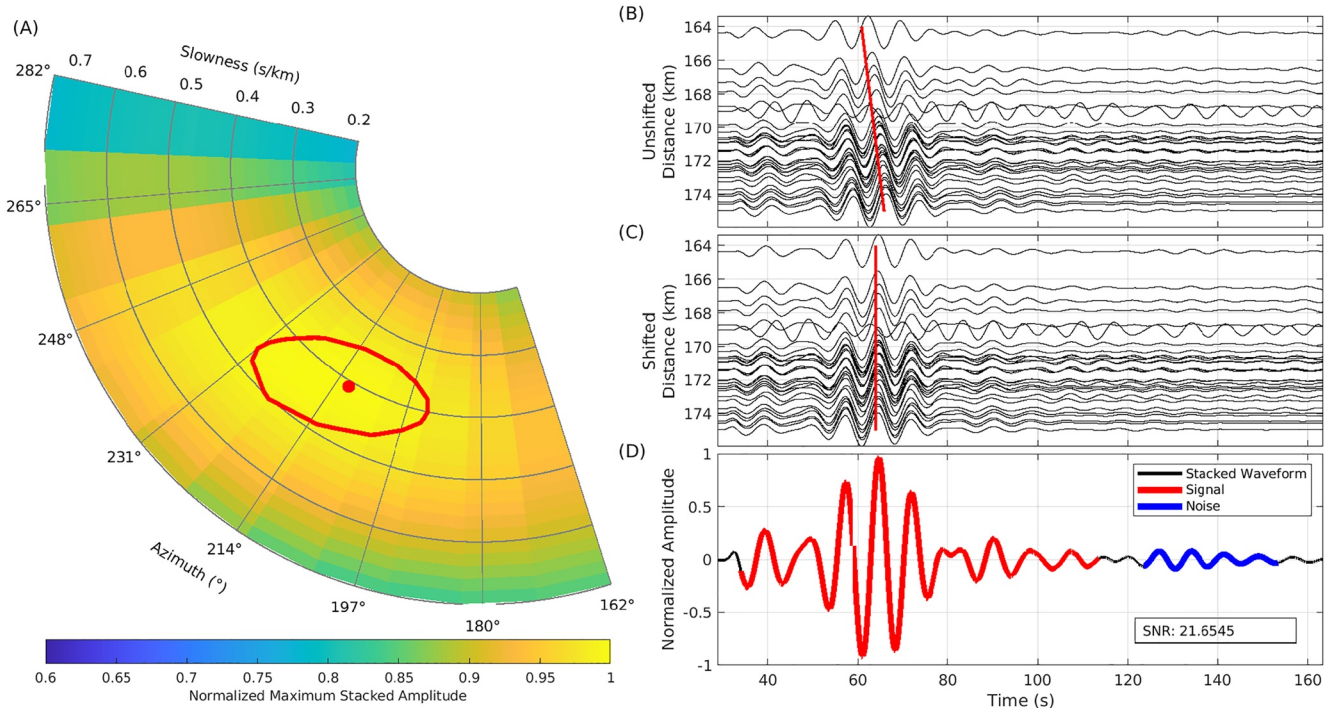 (A)
Slowness (s/km)
0.7
0.6
0.5
0.4
0.3
0.2
282°
265°
248°
231°
214°
197°
180°
162°
Azimuth (°)
0.6 0.65 0.7 0.75 0.8 0.85 0.9 0.95 1
Normalized Maximum Stacked Amplitude
(B)
Unshifted
Distance (km)
164
166
168
170
172
174
(C)
Shifted
Distance (km)
164
166
168
170
172
174
(D)
Normalized Amplitude
1
0.5
0
-0.5
-1
Stacked Waveform
Signal
Noise
SNR: 21.6545
40 60 80 100 120 140 160
Time (s)